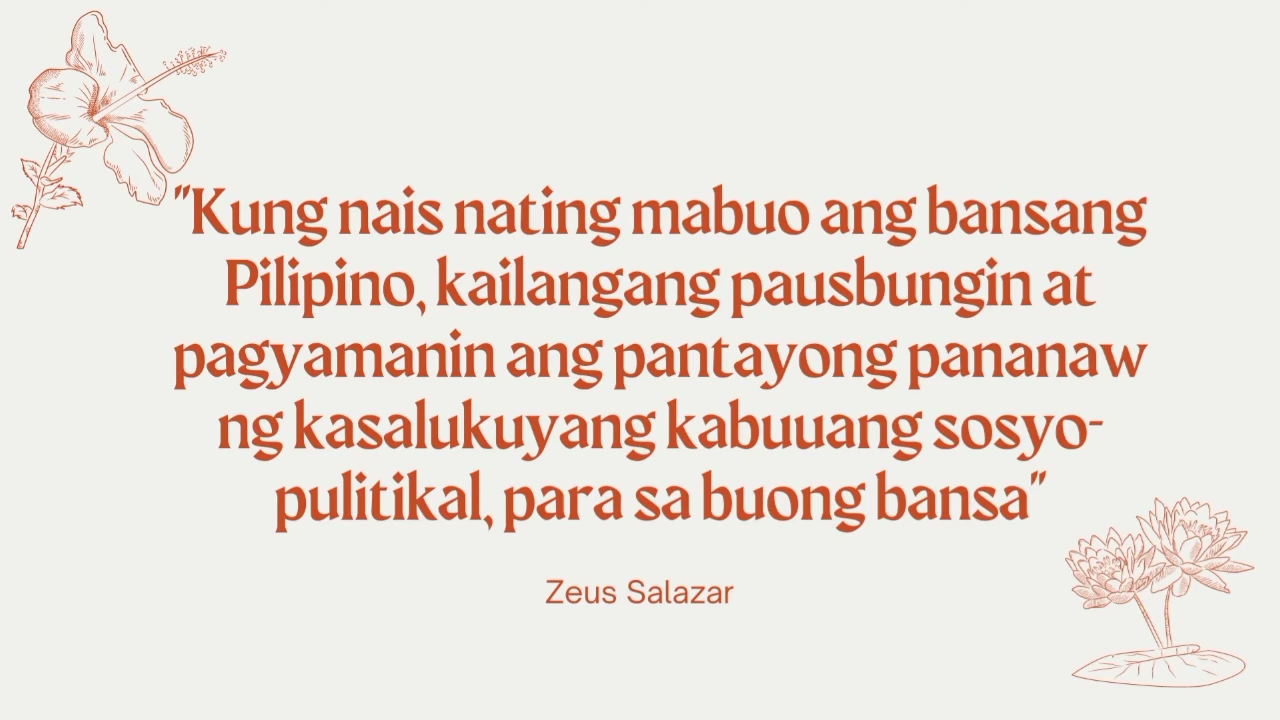 "Kung nais nating mabuo ang bansang
Pilipino, kailangang pausbungin at
pagyamanin ang pantayong pananaw
ng kasalukuyang kabuuang sosyo-
pulitikal, para sa buong bansa"
Zeus Salazar